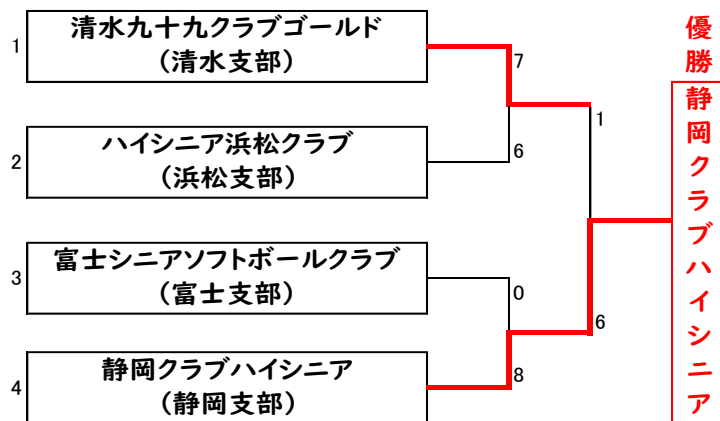 1
清水九十九クラブゴールド
(清水支部)
2
ハイシニア浜松クラブ
(浜松支部)
3
富士シニアソフトボールクラブ
(富士支部)
4
静岡クラブハイシニア
(静岡支部)
7
6
0
8
1
6
優勝
静岡クラブハイシニア